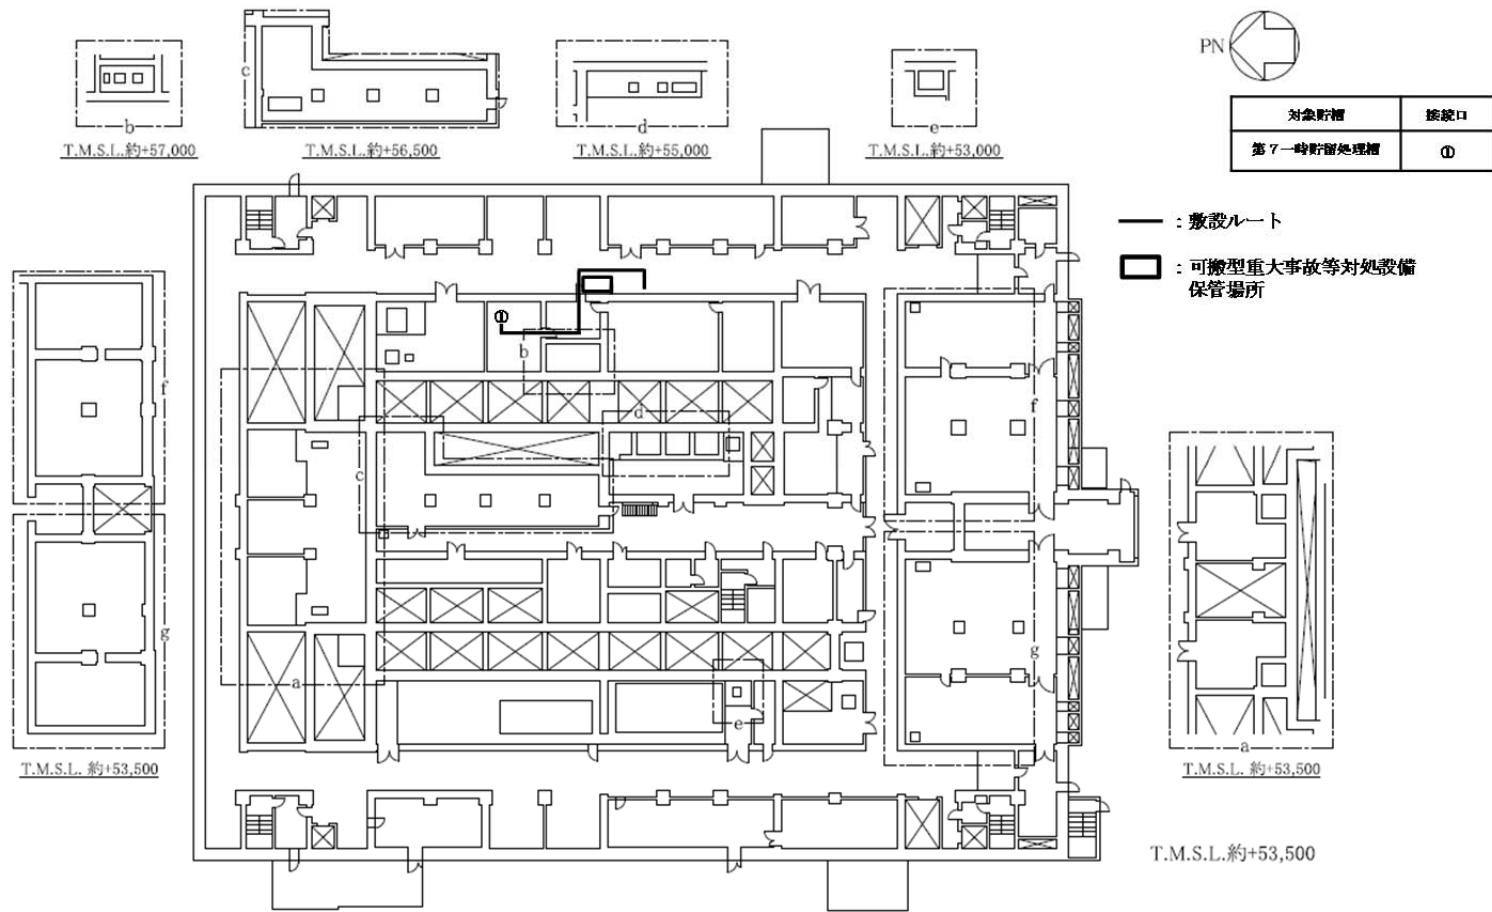 PN
対象貯槽 接続口
第7一時貯留処理槽 ①
： 敷設ルート
： 可搬型重大事故等対処設備
保管場所
b
T.M.S.L.約+57,000
c
T.M.S.L.約+56,500
d
T.M.S.L.約+55,000
e
T.M.S.L.約+53,000
①
b
d
c
a
e
f
g
f
g
T.M.S.L. 約+53,500
a
T.M.S.L. 約+53,500
T.M.S.L.約+53,500